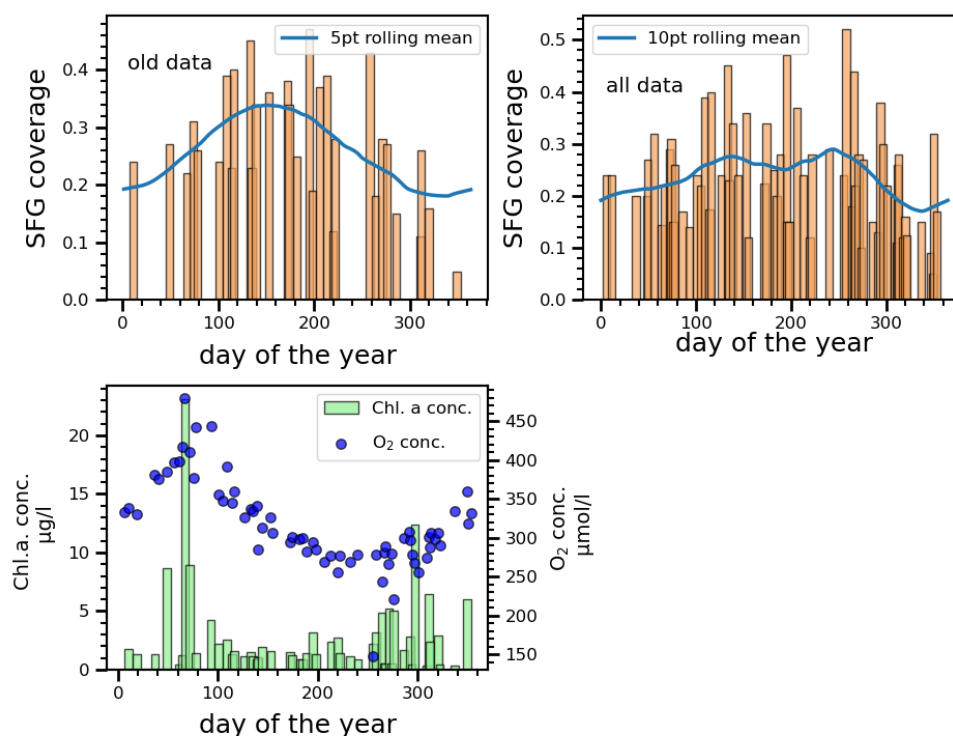 5pt rolling mean
old data
SFG coverage
0.4
0.3
0.2
0.1
0.0
0
100
200
300
day of the year
10pt rolling mean
all data
SFG coverage
0.5
0.4
0.3
0.2
0.1
0.0
0
100
200
300
day of the year
Chl. a conc.
O₂ conc.
Chl.a. conc.
µg/l
20
15
10
5
0
450
400
350
300
250
200
150
O₂ conc.
µmol/l
0
100
200
300
day of the year